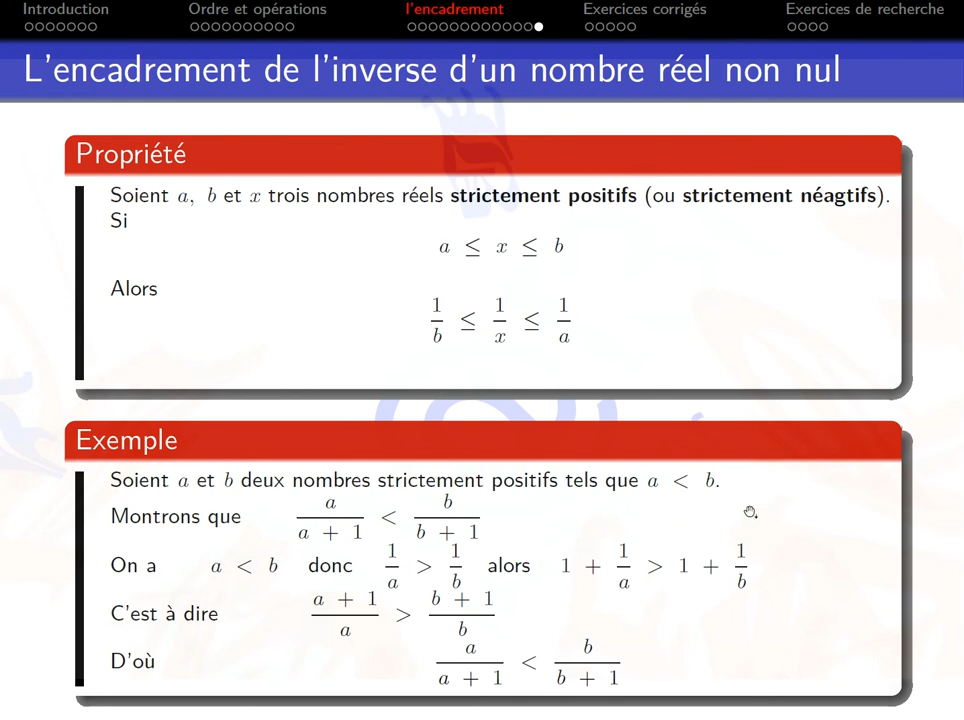 Introduction Ordre et opérations l'encadrement Exercices corrigés Exercices de recherche
L'encadrement de l'inverse d'un nombre réel non nul
Propriété
Soient a, b et x trois nombres réels strictement positifs (ou strictement néagtifs).
Si
a ≤ x ≤ b
Alors
1/b ≤ 1/x ≤ 1/a
Exemple
Soient a et b deux nombres strictement positifs tels que a < b.
Montrons que a/(a + 1) < b/(b + 1)
On a a < b donc 1/a > 1/b alors 1 + 1/a > 1 + 1/b
C'est à dire (a + 1)/a > (b + 1)/b
D'où a/(a + 1) < b/(b + 1)